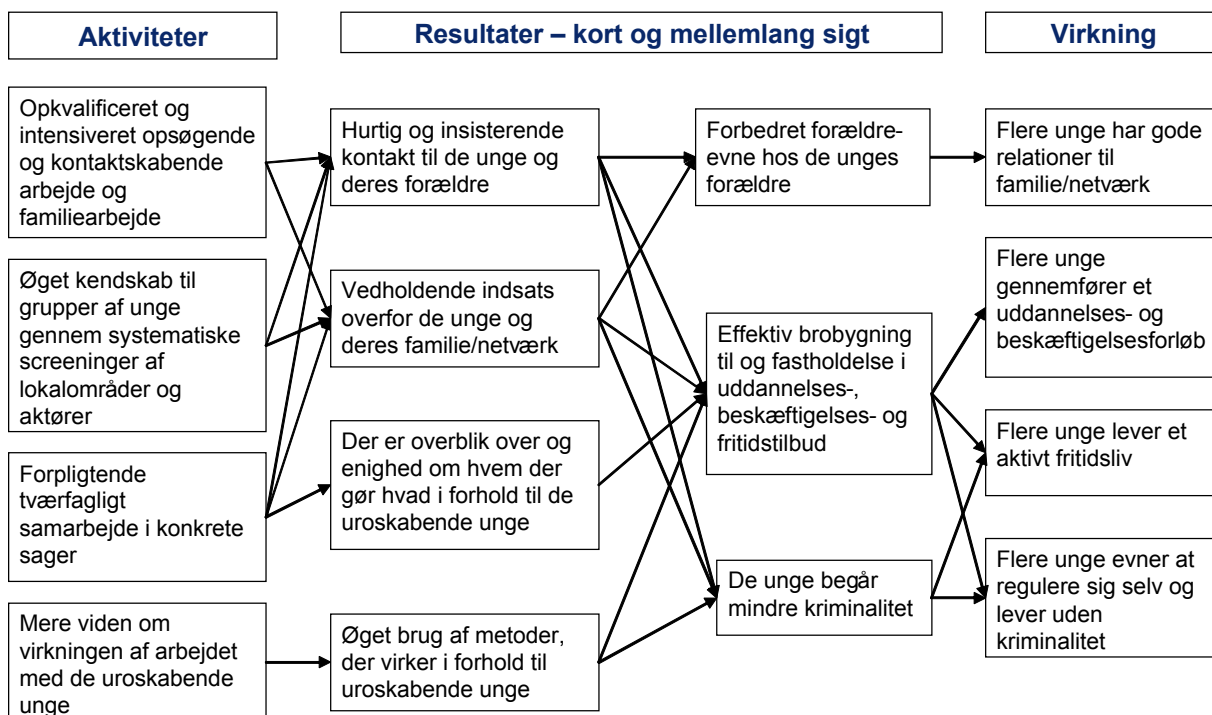 Aktiviteter
Resultater – kort og mellemlang sigt
Virkning
Opkvalificeret og
intensiveret opsøgende
og kontaktskabende
arbejde og
familiearbejde
Øget kendskab til
grupper af unge
gennem systematiske
screeninger af
lokalområder og
aktører
Forpligtende
tværfagligt
samarbejde i konkrete
sager
Mere viden om
virkningen af arbejdet
med de uroskabende
unge
Hurtig og insisterende
kontakt til de unge og
deres forældre
Vedholdende indsats
overfor de unge og
deres familie/netværk
Der er overblik over og
enighed om hvem der
gør hvad i forhold til de
uroskabende unge
Øget brug af metoder,
der virker i forhold til
uroskabende unge
Forbedret forældre-
evne hos de unges
forældre
Effektiv brobygning
til og fastholdelse i
uddannelses-,
beskæftigelses- og
fritidstilbud
De unge begår
mindre kriminalitet
Flere unge har gode
relationer til
familie/netværk
Flere unge
gennemfører et
uddannelses- og
beskæftigelsesforløb
Flere unge lever et
aktivt fritidsliv
Flere unge evner at
regulere sig selv og
lever uden
kriminalitet